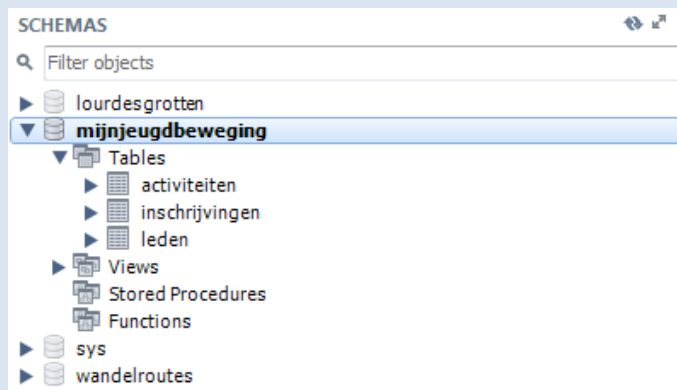 SCHEMAS
Filter objects
lourdesgrotten
mijnjeugdbeweging
Tables
activiteiten
inschrijvingen
leden
Views
Stored Procedures
Functions
sys
wandelroutes